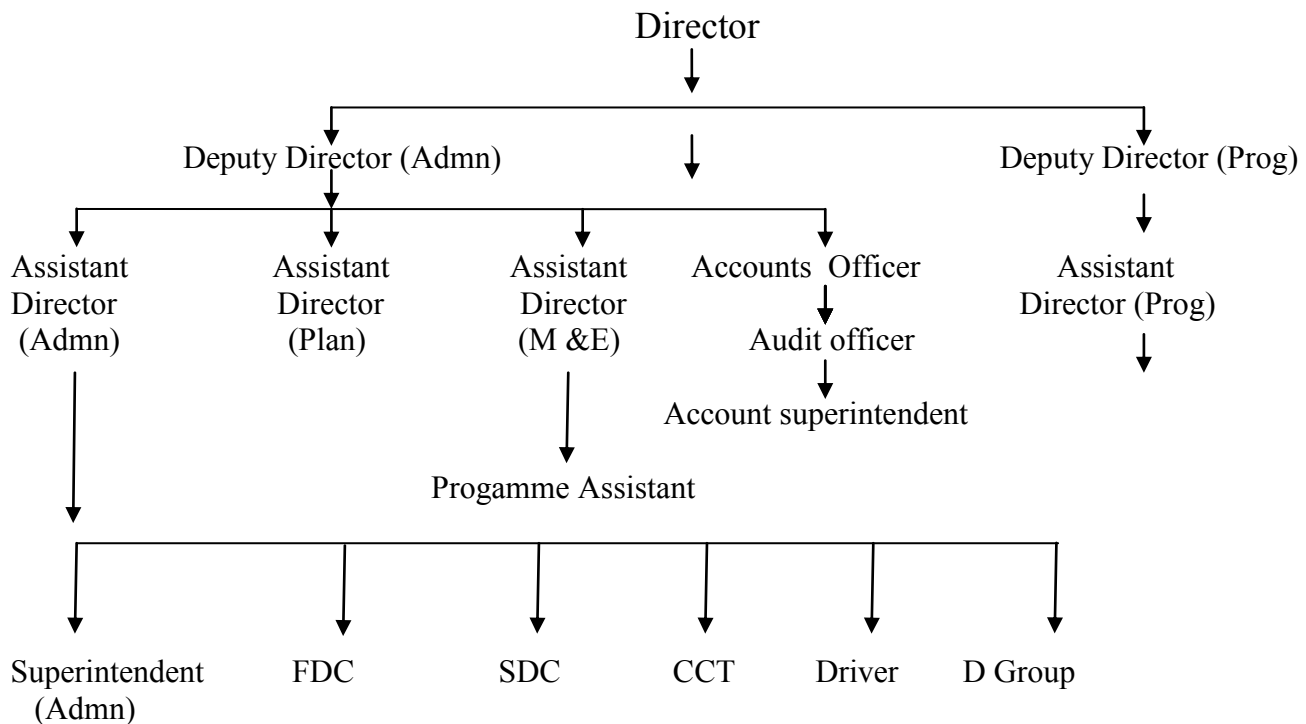 Director
Deputy Director (Admn)
Deputy Director (Prog)
Assistant
Director
(Admn)
Assistant
Director
(Plan)
Assistant
Director
(M &E)
Accounts Officer
Audit officer
Account superintendent
Assistant
Director (Prog)
Progamme Assistant
Superintendent
(Admn)
FDC
SDC
CCT
Driver
D Group